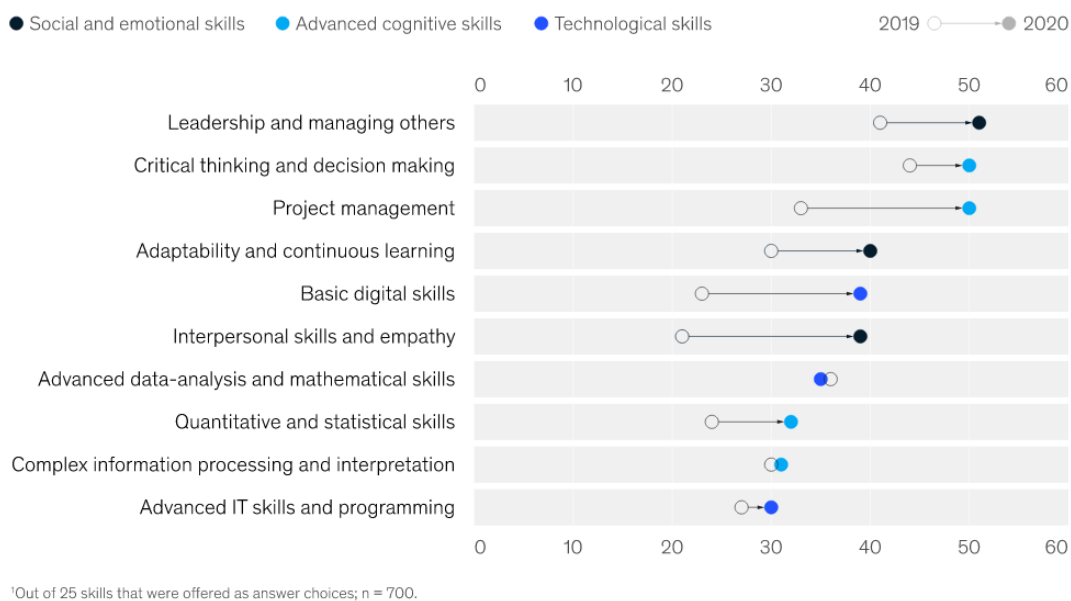 Social and emotional skills Advanced cognitive skills Technological skills 2019 2020
0 10 20 30 40 50 60
Leadership and managing others
Critical thinking and decision making
Project management
Adaptability and continuous learning
Basic digital skills
Interpersonal skills and empathy
Advanced data-analysis and mathematical skills
Quantitative and statistical skills
Complex information processing and interpretation
Advanced IT skills and programming
0 10 20 30 40 50 60
¹Out of 25 skills that were offered as answer choices; n = 700.